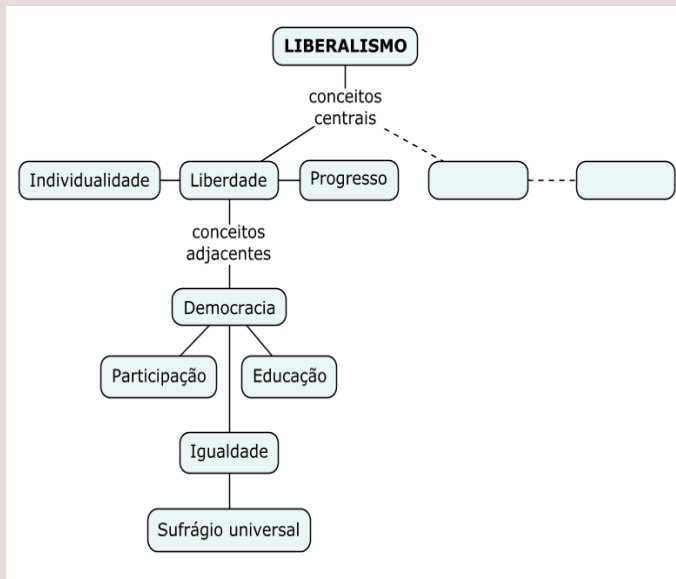 LIBERALISMO
conceitos
centrais
Individualidade
Liberdade
Progresso
conceitos
adjacentes
Democracia
Participação
Educação
Igualdade
Sufrágio universal